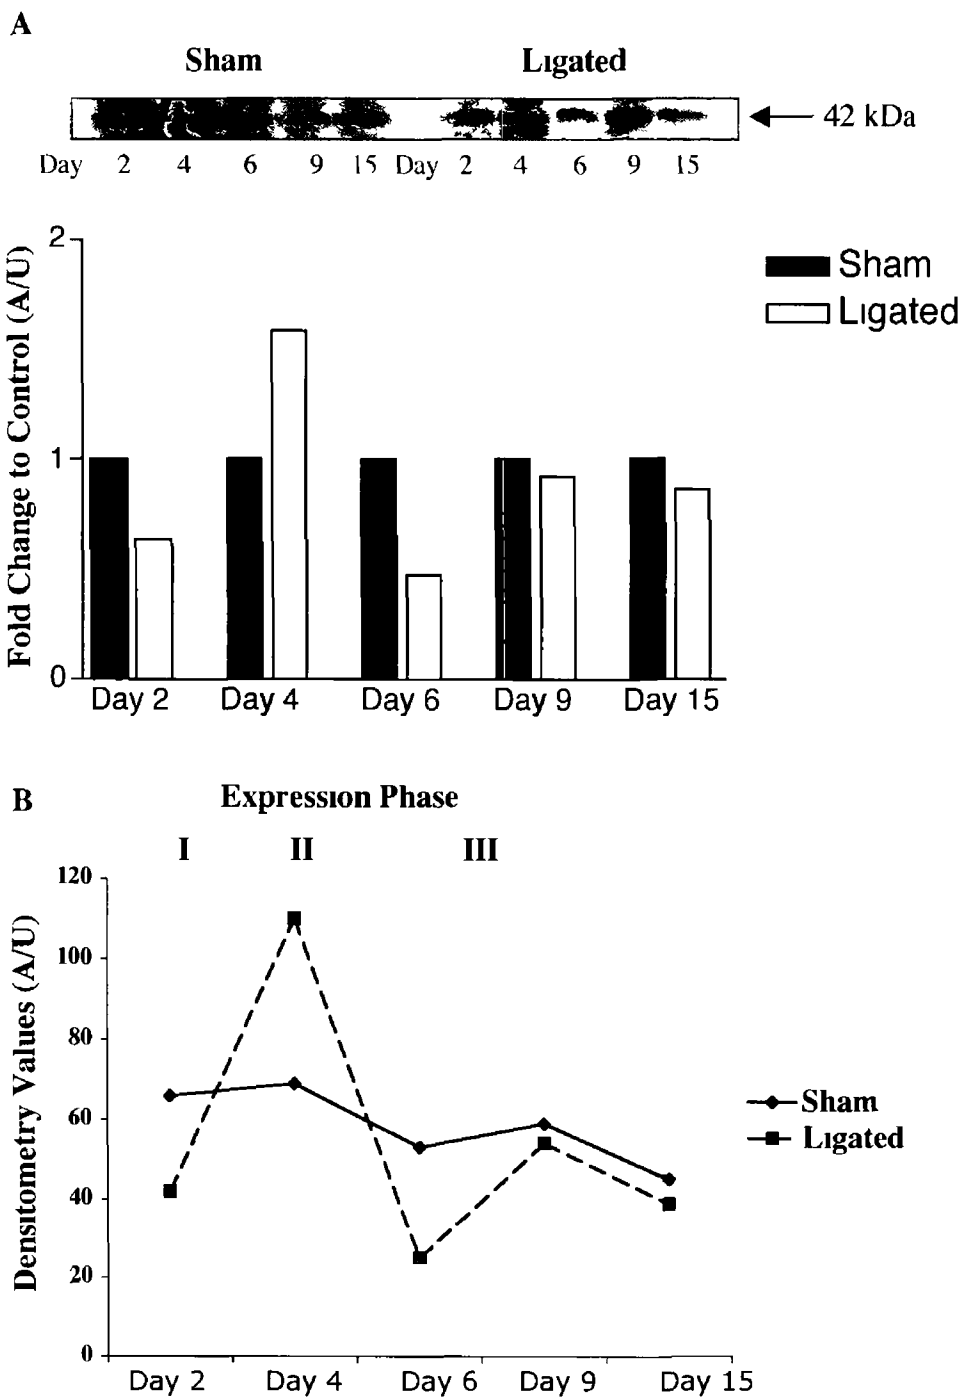 A
Sham Lıgated
42 kDa
Day 2 4 6 9 15 Day 2 4 6 9 15
2
1
0
Fold Change to Control (A/U)
Sham
Lıgated
Day 2 Day 4 Day 6 Day 9 Day 15
B
Expressıon Phase
I II III
120
100
80
60
40
20
0
Densıtometry Values (A/U)
Sham
Lıgated
Day 2 Day 4 Day 6 Day 9 Day 15